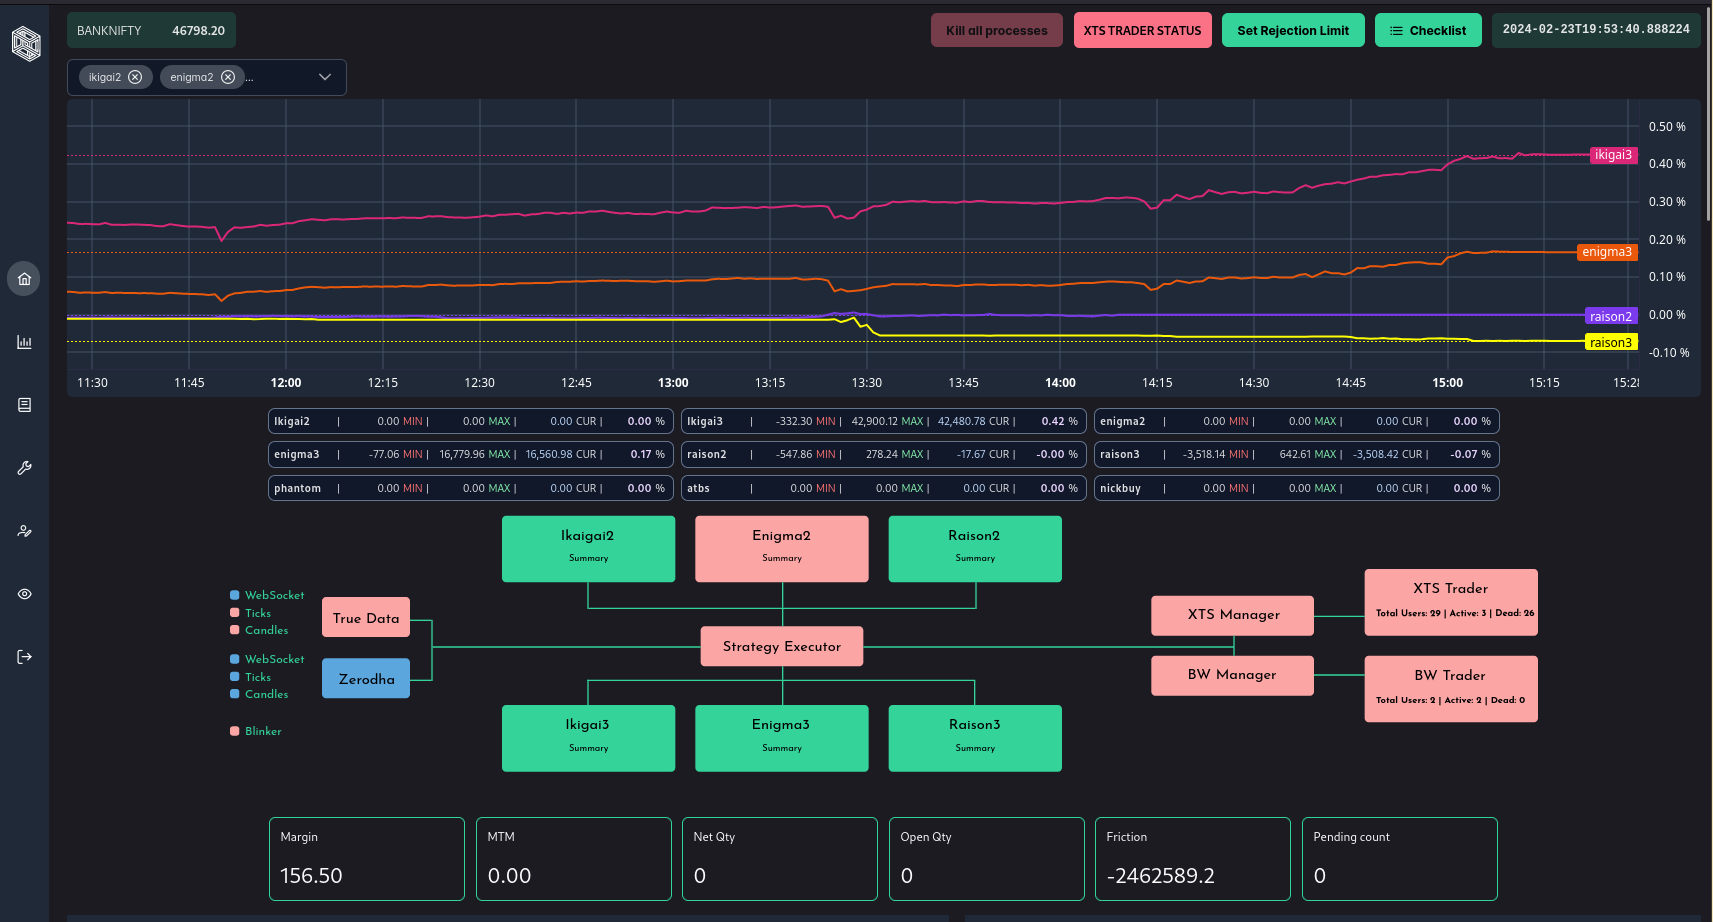 BANKNIFTY 46798.20
Kill all processes
XTS TRADER STATUS
Set Rejection Limit
Checklist
2024-02-23T19:53:40.888224
ikigai2 enigma2 ...
0.50 %
ikigai3
0.40 %
0.30 %
0.20 %
enigma3
0.10 %
raison2
0.00 %
raison3
-0.10 %
11:30 11:45 12:00 12:15 12:30 12:45 13:00 13:15 13:30 13:45 14:00 14:15 14:30 14:45 15:00 15:15 15:28
Ikigai2 | 0.00 MIN | 0.00 MAX | 0.00 CUR | 0.00 %
Ikigai3 | -332.30 MIN | 42,900.12 MAX | 42,480.78 CUR | 0.42 %
enigma2 | 0.00 MIN | 0.00 MAX | 0.00 CUR | 0.00 %
enigma3 | -77.06 MIN | 16,779.96 MAX | 16,560.98 CUR | 0.17 %
raison2 | -547.86 MIN | 278.24 MAX | -17.67 CUR | -0.00 %
raison3 | -3,518.14 MIN | 642.61 MAX | -3,508.42 CUR | -0.07 %
phantom | 0.00 MIN | 0.00 MAX | 0.00 CUR | 0.00 %
atbs | 0.00 MIN | 0.00 MAX | 0.00 CUR | 0.00 %
nickbuy | 0.00 MIN | 0.00 MAX | 0.00 CUR | 0.00 %
Ikaigai2
Summary
Enigma2
Summary
Raison2
Summary
WebSocket
Ticks
Candles
True Data
WebSocket
Ticks
Candles
Zerodha
Blinker
Strategy Executor
XTS Manager
XTS Trader
Total Users: 29 | Active: 3 | Dead: 26
BW Manager
BW Trader
Total Users: 2 | Active: 2 | Dead: 0
Ikigai3
Summary
Enigma3
Summary
Raison3
Summary
Margin
156.50
MTM
0.00
Net Qty
0
Open Qty
0
Friction
-2462589.2
Pending count
0